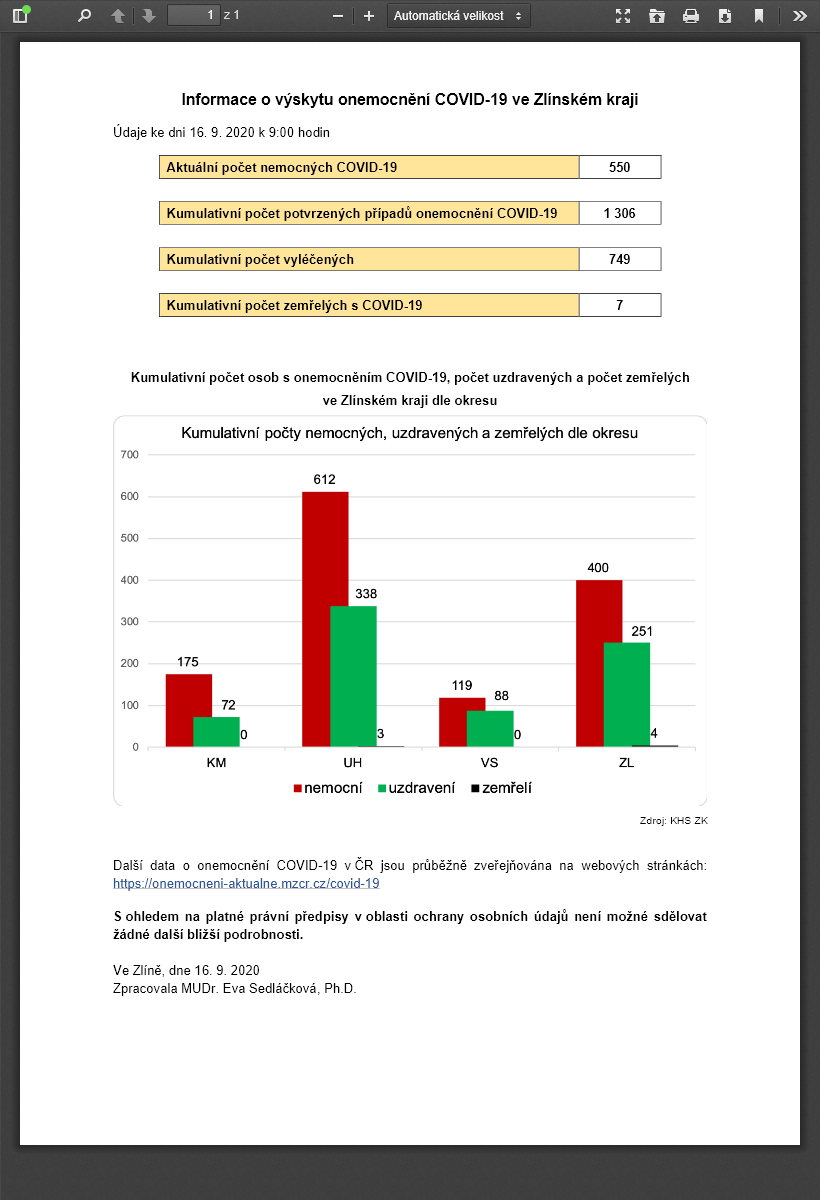 1 z 1 Automatická velikost
Informace o výskytu onemocnění COVID-19 ve Zlínském kraji
Údaje ke dni 16. 9. 2020 k 9:00 hodin
Aktuální počet nemocných COVID-19 550
Kumulativní počet potvrzených případů onemocnění COVID-19 1 306
Kumulativní počet vyléčených 749
Kumulativní počet zemřelých s COVID-19 7
Kumulativní počet osob s onemocněním COVID-19, počet uzdravených a počet zemřelých
ve Zlínském kraji dle okresu
Kumulativní počty nemocných, uzdravených a zemřelých dle okresu
700
600
500
400
300
200
100
0
175
72
0
612
338
3
119
88
0
400
251
4
KM UH VS ZL
nemocní uzdravení zemřelí
Zdroj: KHS ZK
Další data o onemocnění COVID-19 v ČR jsou průběžně zveřejňována na webových stránkách:
https://onemocneni-aktualne.mzcr.cz/covid-19
S ohledem na platné právní předpisy v oblasti ochrany osobních údajů není možné sdělovat
žádné další bližší podrobnosti.
Ve Zlíně, dne 16. 9. 2020
Zpracovala MUDr. Eva Sedláčková, Ph.D.